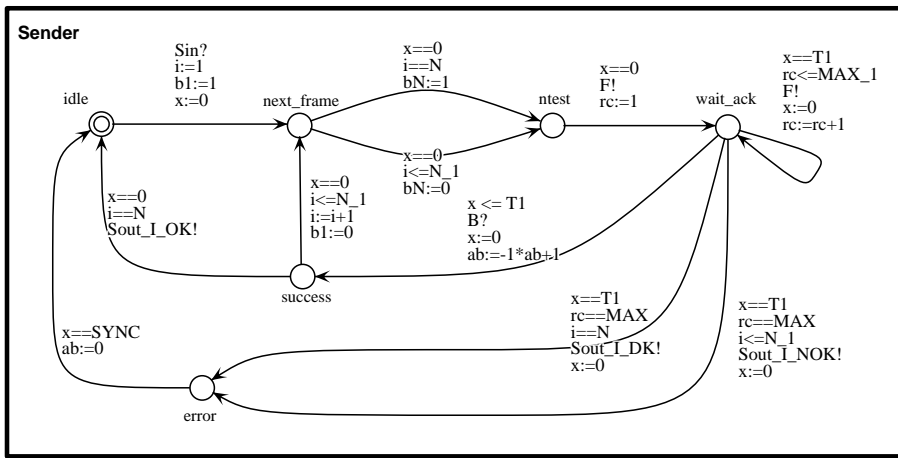 Sender
Sin?
i:=1
b1:=1
x:=0
x==0
i==N
bN:=1
x==0
F!
rc:=1
x==T1
rc<=MAX_1
F!
x:=0
rc:=rc+1
idle
next_frame
ntest
wait_ack
x==0
i<=N_1
bN:=0
x==0
i==N
Sout_I_OK!
x==0
i<=N_1
i:=i+1
b1:=0
x <= T1
B?
x:=0
ab:=-1*ab+1
success
x==SYNC
ab:=0
x==T1
rc==MAX
i==N
Sout_I_DK!
x:=0
x==T1
rc==MAX
i<=N_1
Sout_I_NOK!
x:=0
error